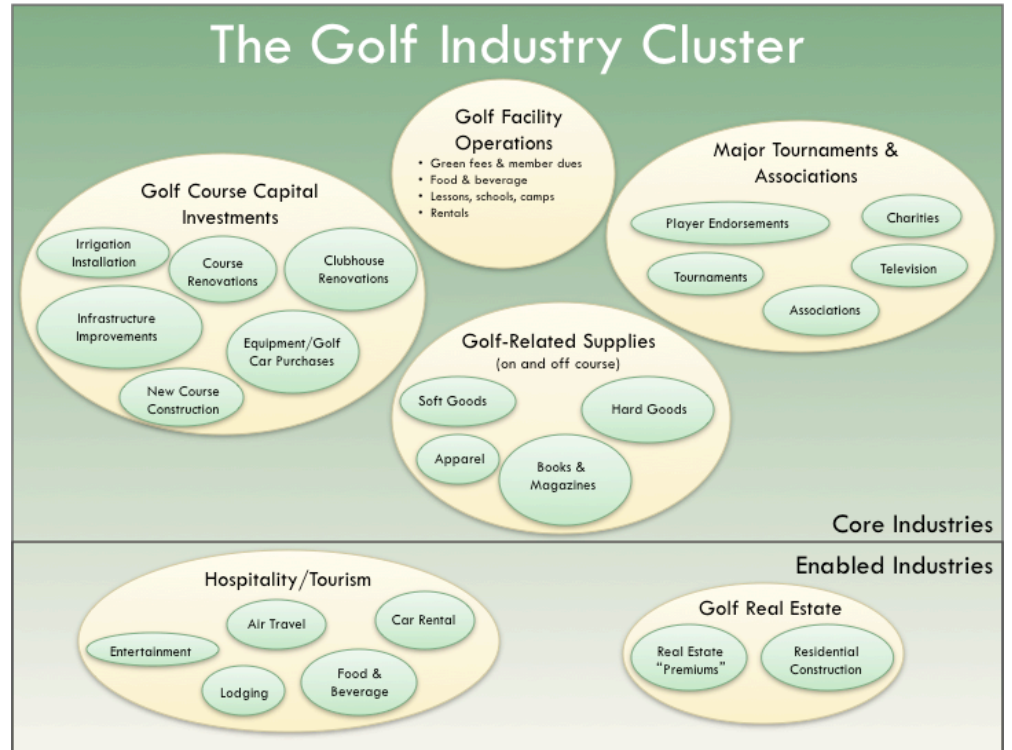 The Golf Industry Cluster
Golf Facility
Operations
• Green fees & member dues
• Food & beverage
• Lessons, schools, camps
• Rentals
Major Tournaments &
Associations
Player Endorsements
Charities
Tournaments
Television
Associations
Golf Course Capital
Investments
Irrigation
Installation
Course
Renovations
Clubhouse
Renovations
Infrastructure
Improvements
Equipment/Golf
Car Purchases
New Course
Construction
Golf-Related Supplies
(on and off course)
Soft Goods
Hard Goods
Apparel
Books &
Magazines
Core Industries
Enabled Industries
Hospitality/Tourism
Air Travel
Car Rental
Entertainment
Lodging
Food &
Beverage
Golf Real Estate
Real Estate
“Premiums”
Residential
Construction